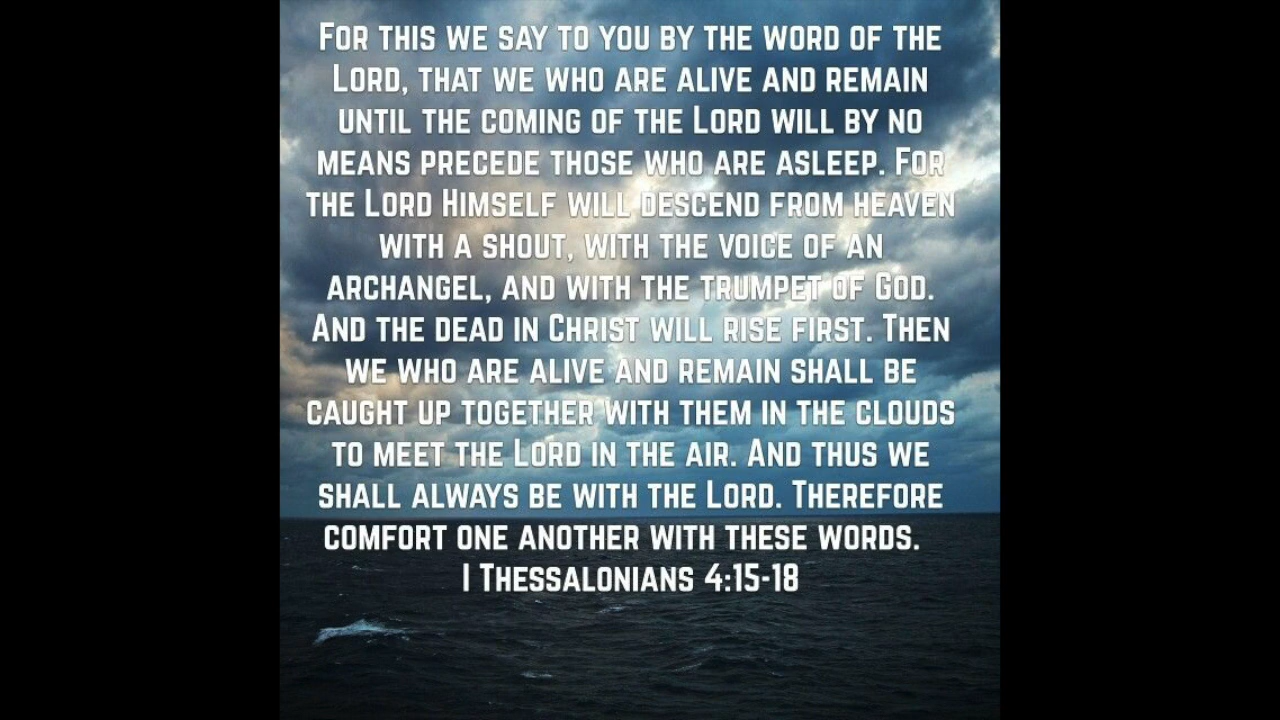 For this we say to you by the word of the
Lord, that we who are alive and remain
until the coming of the Lord will by no
means precede those who are asleep. For
the Lord Himself will descend from heaven
with a shout, with the voice of an
archangel, and with the trumpet of God.
And the dead in Christ will rise first. Then
we who are alive and remain shall be
caught up together with them in the clouds
to meet the Lord in the air. And thus we
shall always be with the Lord. Therefore
comfort one another with these words.
I Thessalonians 4:15-18